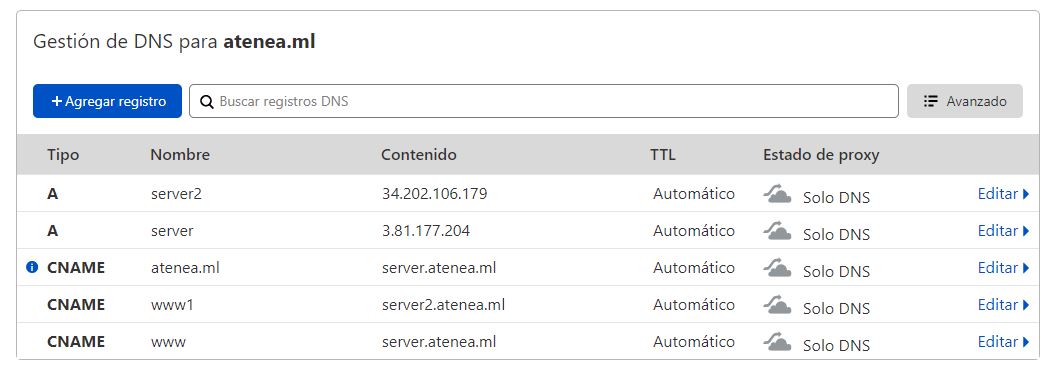 Gestión de DNS para atenea.ml
+ Agregar registro Buscar registros DNS Avanzado
Tipo Nombre Contenido TTL Estado de proxy
A server2 34.202.106.179 Automático Solo DNS Editar
A server 3.81.177.204 Automático Solo DNS Editar
CNAME atenea.ml server.atenea.ml Automático Solo DNS Editar
CNAME www1 server2.atenea.ml Automático Solo DNS Editar
CNAME www server.atenea.ml Automático Solo DNS Editar